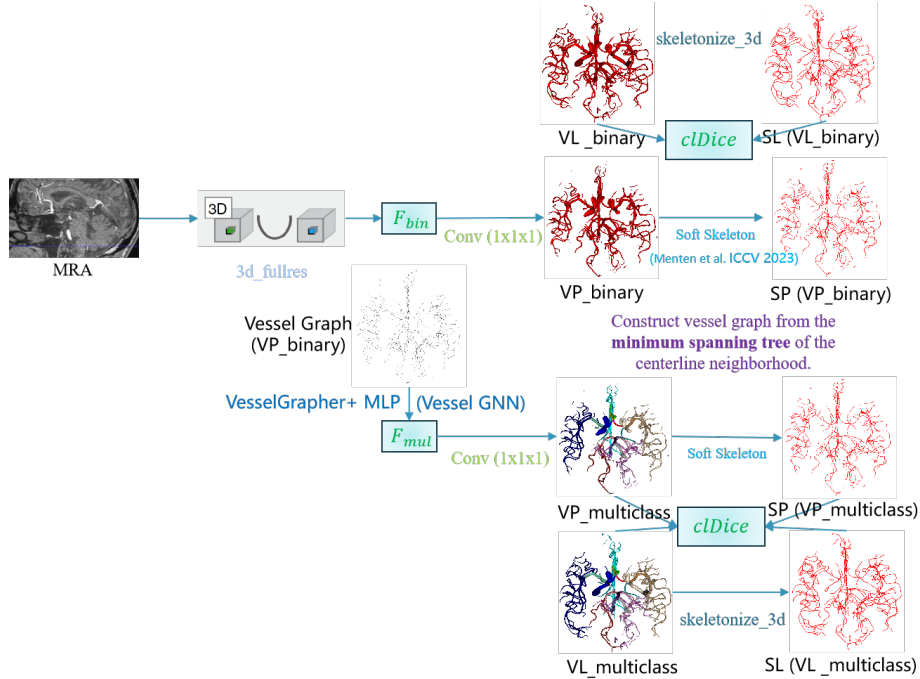 skeletonize_3d
VL _binary
clDice
SL (VL_binary)
3D
F_bin
Conv (1x1x1)
Soft Skeleton
(Menten et al. ICCV 2023)
MRA
3d_fullres
VP_binary
SP (VP_binary)
Vessel Graph
(VP_binary)
Construct vessel graph from the
minimum spanning tree of the
centerline neighborhood.
VesselGrapher+ MLP (Vessel GNN)
F_mul
Conv (1x1x1)
Soft Skeleton
VP_multiclass
clDice
SP (VP_multiclass)
skeletonize_3d
VL_multiclass
SL (VL _multiclass)